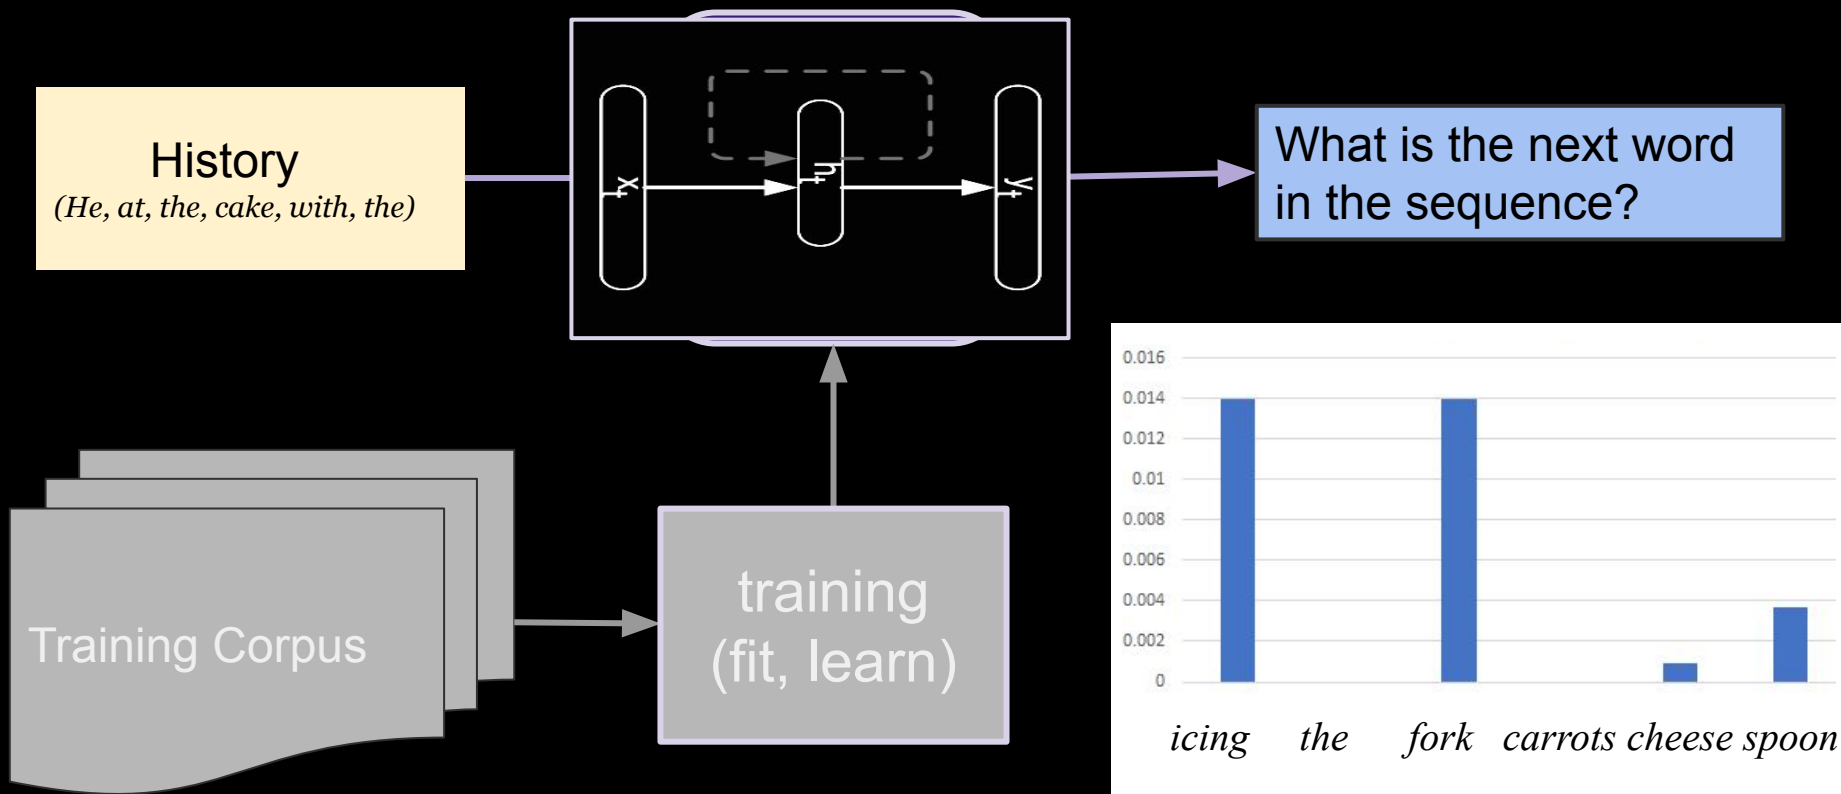 History
(He, at, the, cake, with, the)
x t
h t
y t
What is the next word
in the sequence?
Training Corpus
training
(fit, learn)
0.016
0.014
0.012
0.01
0.008
0.006
0.004
0.002
0
icing the fork carrots cheese spoon